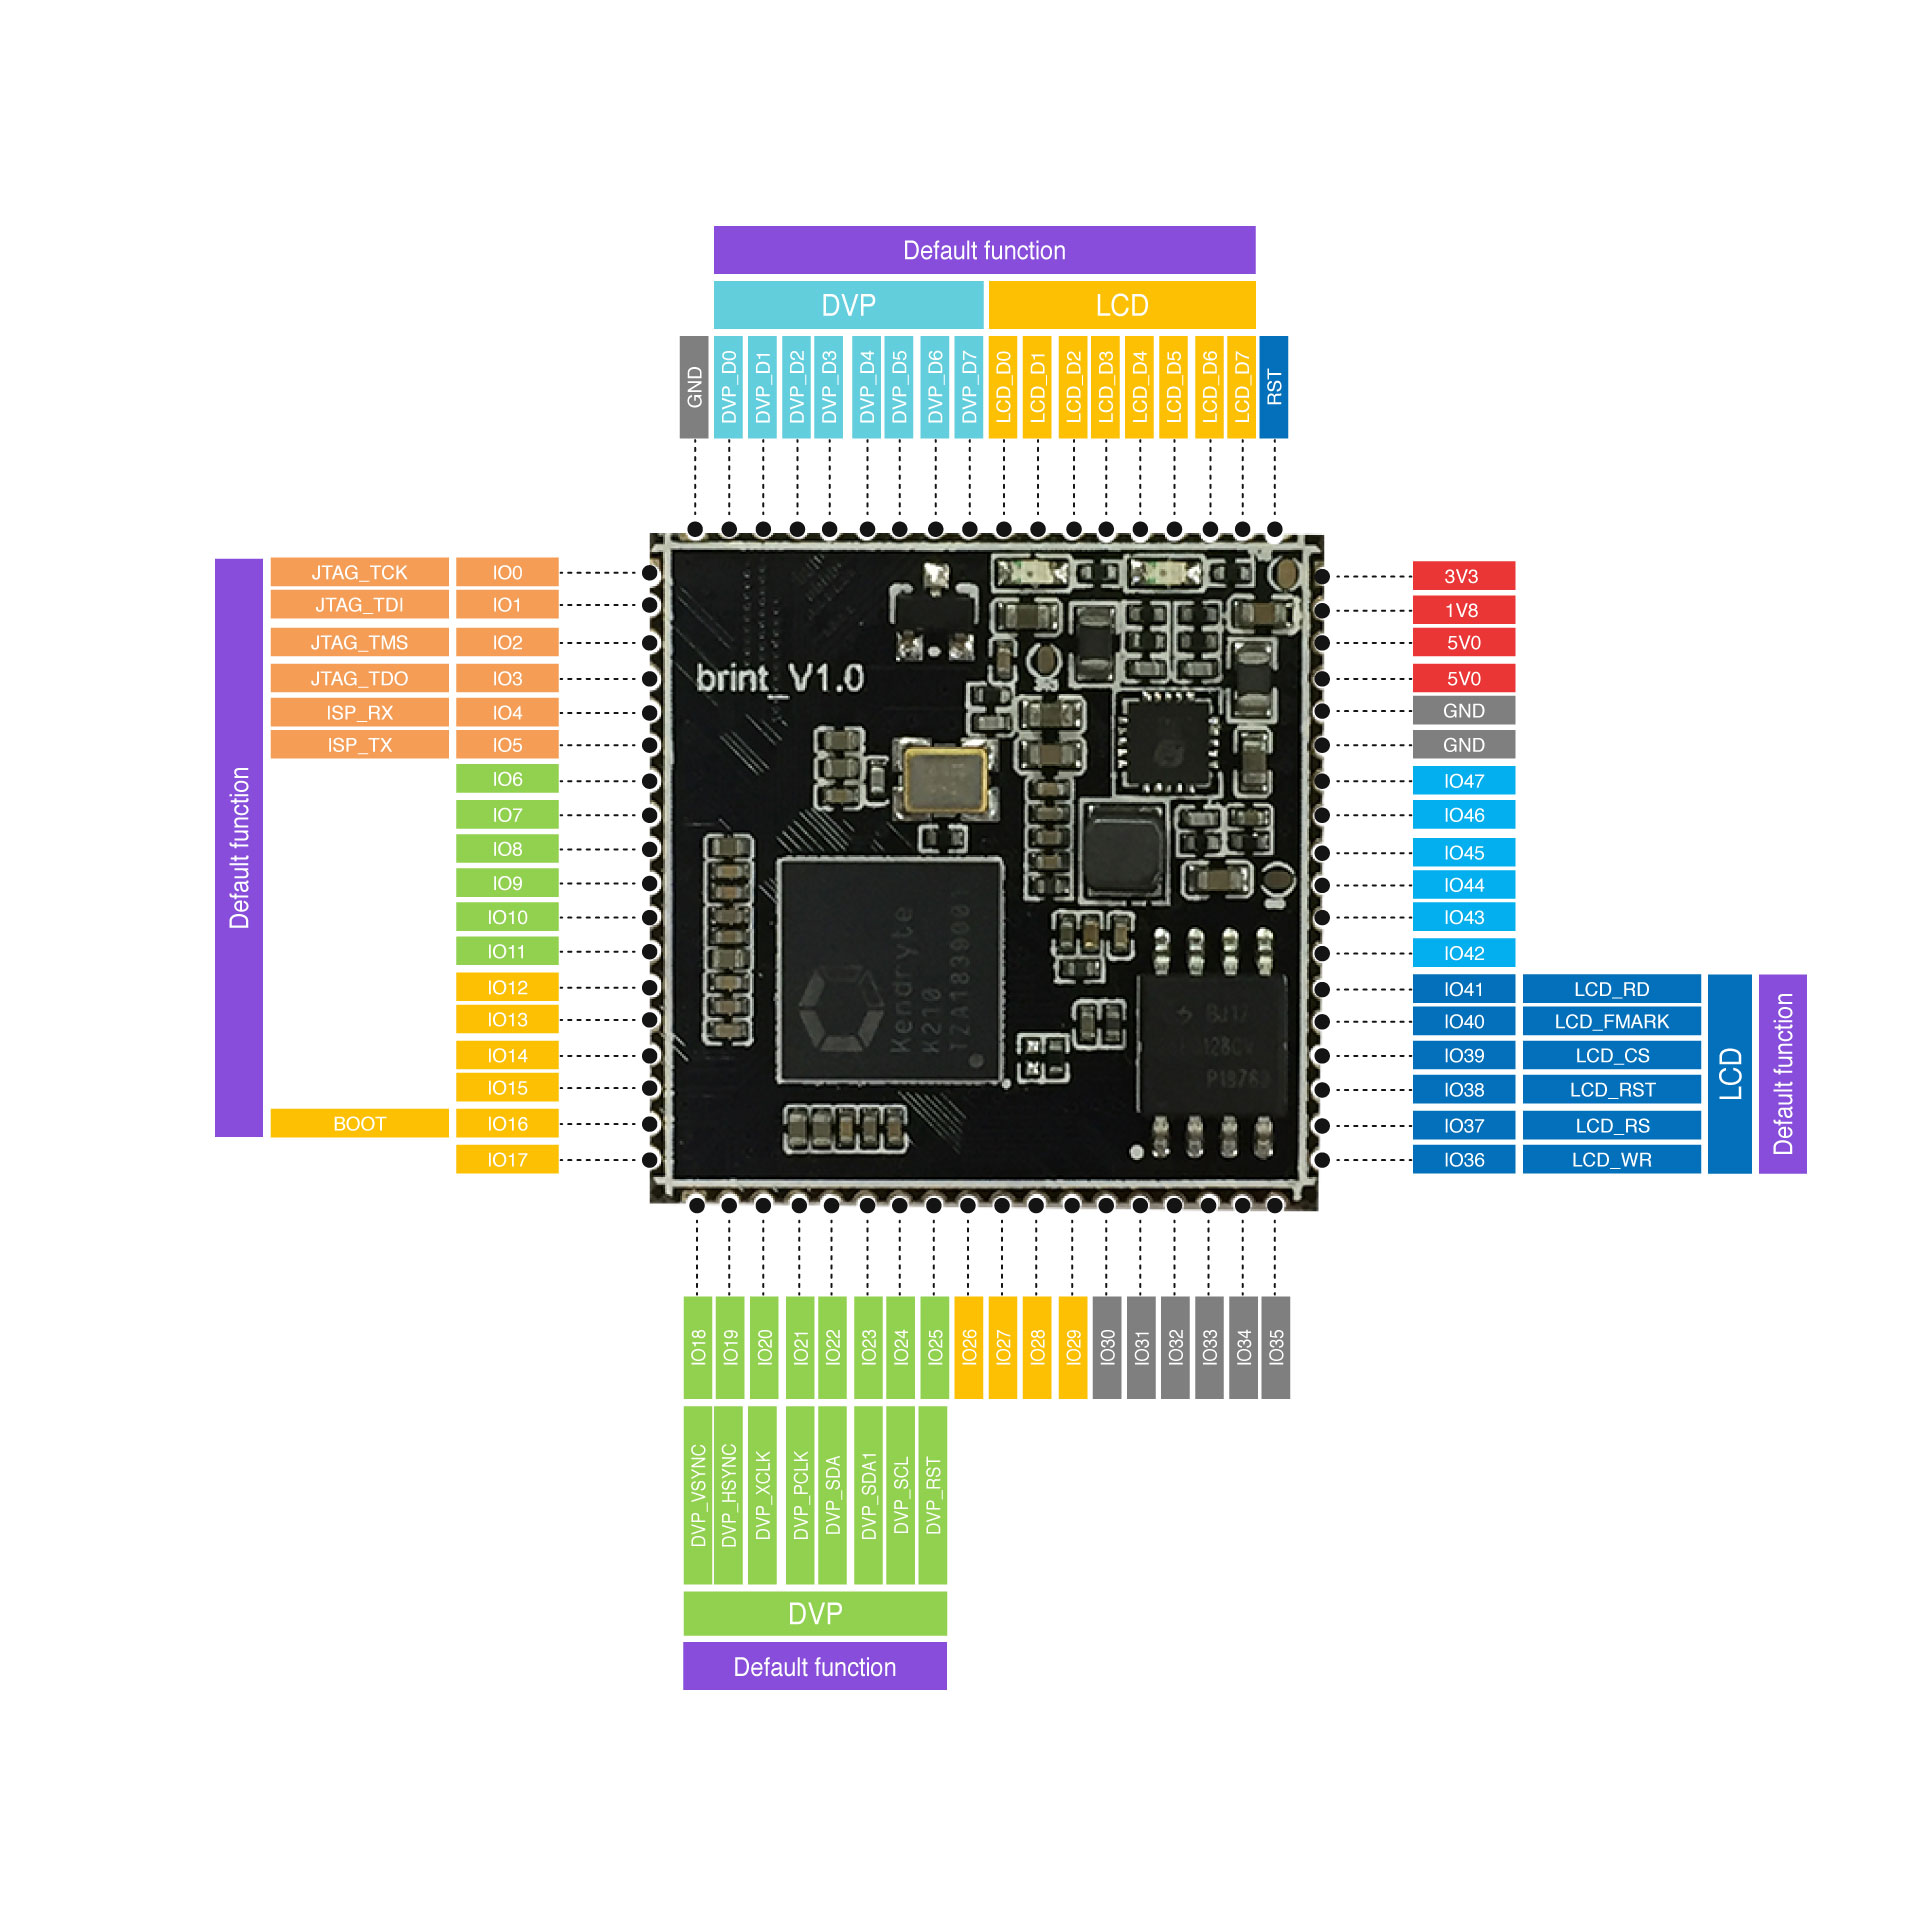 Default function
DVP LCD
GND DVP_D0 DVP_D1 DVP_D2 DVP_D3 DVP_D4 DVP_D5 DVP_D6 DVP_D7 LCD_D0 LCD_D1 LCD_D2 LCD_D3 LCD_D4 LCD_D5 LCD_D6 LCD_D7 RST
Default function
JTAG_TCK IO0
JTAG_TDI IO1
JTAG_TMS IO2
JTAG_TDO IO3
ISP_RX IO4
ISP_TX IO5
IO6
IO7
IO8
IO9
IO10
IO11
IO12
IO13
IO14
IO15
BOOT IO16
IO17
brint_V1.0
Kendryte
K210
TZA1839001
BJ17
128CV
3V3
1V8
5V0
5V0
GND
GND
IO47
IO46
IO45
IO44
IO43
IO42
IO41 LCD_RD
IO40 LCD_FMARK
IO39 LCD_CS
IO38 LCD_RST
IO37 LCD_RS
IO36 LCD_WR
LCD
Default function
IO18 IO19 IO20 IO21 IO22 IO23 IO24 IO25 IO26 IO27 IO28 IO29 IO30 IO31 IO32 IO33 IO34 IO35
DVP_VSYNC DVP_HSYNC DVP_XCLK DVP_PCLK DVP_SDA DVP_SDA1 DVP_SCL DVP_RST
DVP
Default function